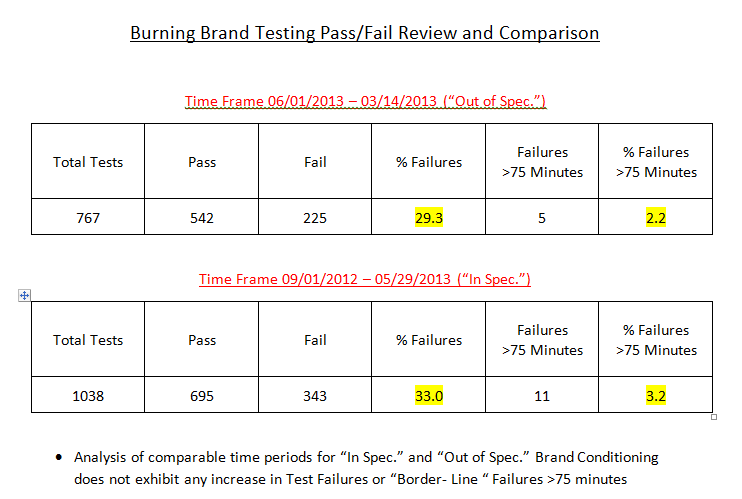 Burning Brand Testing Pass/Fail Review and Comparison
Time Frame 06/01/2013 – 03/14/2013 (“Out of Spec.”)
Total Tests Pass Fail % Failures Failures >75 Minutes % Failures >75 Minutes
767 542 225 29.3 5 2.2
Time Frame 09/01/2012 – 05/29/2013 (“In Spec.”)
Total Tests Pass Fail % Failures Failures >75 Minutes % Failures >75 Minutes
1038 695 343 33.0 11 3.2
• Analysis of comparable time periods for “In Spec.” and “Out of Spec.” Brand Conditioning
does not exhibit any increase in Test Failures or “Border- Line “ Failures >75 minutes